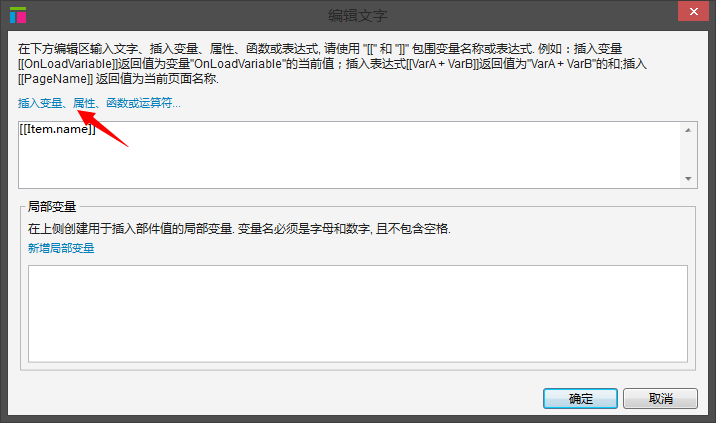 编辑文字
在下方编辑区输入文字、插入变量、属性、函数或表达式, 请使用 "[[" 和 "]]" 包围变量名称或表达式. 例如：插入变量
[[OnLoadVariable]]返回值为变量"OnLoadVariable"的当前值；插入表达式[[VarA + VarB]]返回值为"VarA + VarB"的和;插入
[[PageName]] 返回值为当前页面名称.
插入变量、属性、函数或运算符...
[[Item.name]]
局部变量
在上侧创建用于插入部件值的局部变量. 变量名必须是字母和数字, 且不包含空格.
新增局部变量
确定
取消